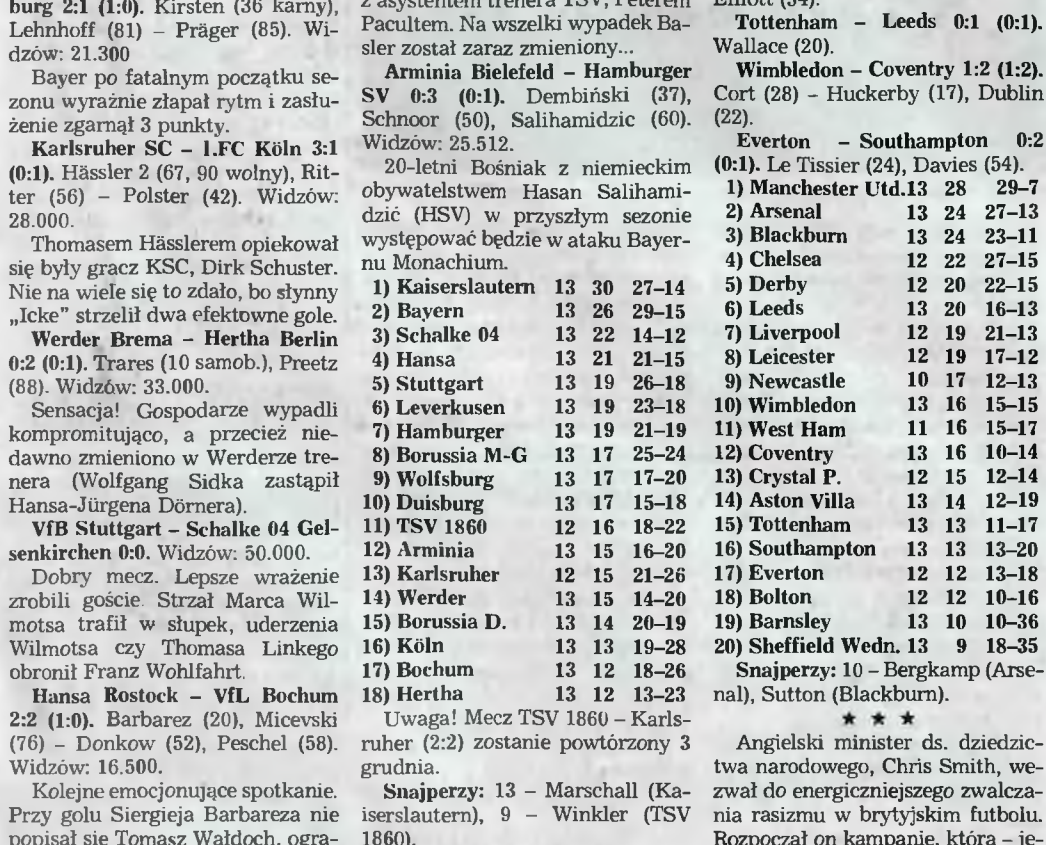 burg 2:1 (1:0). Kirsten (36 karny),
Lehnhoff (81) – Präger (85). Wi-
dzów: 21.300
Bayer po fatalnym początku se-
zonu wyraźnie złapał rytm i zasłu-
żenie zgarnął 3 punkty.
Karlsruher SC – 1.FC Köln 3:1
(0:1). Hässler 2 (67, 90 wolny), Rit-
ter (56) – Polster (42). Widzów:
28.000.
Thomasem Hässlerem opiekował
się były gracz KSC, Dirk Schuster.
Nie na wiele się to zdało, bo słynny
„Icke” strzelił dwa efektowne gole.
Werder Brema – Hertha Berlin
0:2 (0:1). Trares (10 samob.), Preetz
(88). Widzów: 33.000.
Sensacja! Gospodarze wypadli
kompromitująco, a przecież nie-
dawno zmieniono w Werderze tre-
nera (Wolfgang Sidka zastąpił
Hansa-Jürgena Dörnera).
VfB Stuttgart – Schalke 04 Gel-
senkirchen 0:0. Widzów: 50.000.
Dobry mecz. Lepsze wrażenie
zrobili goście. Strzał Marca Wil-
motsa trafił w słupek, uderzenia
Wilmotsa czy Thomasa Linkego
obronił Franz Wohlfahrt.
Hansa Rostock – VfL Bochum
2:2 (1:0). Barbarez (20), Micevski
(76) – Donkow (52), Peschel (58).
Widzów: 16.500.
Kolejne emocjonujące spotkanie.
Przy golu Siergieja Barbareza nie
popisał się Tomasz Wałdoch, ogra-
z asystentem trenera TSV, Peterem
Pacultem. Na wszelki wypadek Ba-
sler został zaraz zmieniony...
Arminia Bielefeld – Hamburger
SV 0:3 (0:1). Dembiński (37),
Schnoor (50), Salihamidzic (60).
Widzów: 25.512.
20-letni Bośniak z niemieckim
obywatelstwem Hasan Salihami-
dzić (HSV) w przyszłym sezonie
występować będzie w ataku Bayer-
nu Monachium.
1) Kaiserslautern 13 30 27–14
2) Bayern 13 26 29–15
3) Schalke 04 13 22 14–12
4) Hansa 13 21 21–15
5) Stuttgart 13 19 26–18
6) Leverkusen 13 19 23–18
7) Hamburger 13 19 21–19
8) Borussia M-G 13 17 25–24
9) Wolfsburg 13 17 17–20
10) Duisburg 13 17 15–18
11) TSV 1860 12 16 18–22
12) Arminia 13 15 16–20
13) Karlsruher 12 15 21–26
14) Werder 13 15 14–20
15) Borussia D. 13 14 20–19
16) Köln 13 13 19–28
17) Bochum 13 12 18–26
18) Hertha 13 12 13–23
Uwaga! Mecz TSV 1860 – Karls-
ruher (2:2) zostanie powtórzony 3
grudnia.
Snajperzy: 13 – Marschall (Ka-
iserslautern), 9 – Winkler (TSV
1860).
Elliott (54).
Tottenham – Leeds 0:1 (0:1).
Wallace (20).
Wimbledon – Coventry 1:2 (1:2).
Cort (28) – Huckerby (17), Dublin
(22).
Everton – Southampton 0:2
(0:1). Le Tissier (24), Davies (54).
1) Manchester Utd.13 28 29–7
2) Arsenal 13 24 27–13
3) Blackburn 13 24 23–11
4) Chelsea 12 22 27–15
5) Derby 12 20 22–15
6) Leeds 13 20 16–13
7) Liverpool 12 19 21–13
8) Leicester 12 19 17–12
9) Newcastle 10 17 12–13
10) Wimbledon 13 16 15–15
11) West Ham 11 16 15–17
12) Coventry 13 16 10–14
13) Crystal P. 12 15 12–14
14) Aston Villa 13 14 12–19
15) Tottenham 13 13 11–17
16) Southampton 13 13 13–20
17) Everton 12 12 13–18
18) Bolton 12 12 10–16
19) Barnsley 13 10 10–36
20) Sheffield Wedn. 13 9 18–35
Snajperzy: 10 – Bergkamp (Arse-
nal), Sutton (Blackburn).
★ ★ ★
Angielski minister ds. dziedzic-
twa narodowego, Chris Smith, we-
zwał do energiczniejszego zwalcza-
nia rasizmu w brytyjskim futbolu.
Rozpoczął on kampanię, która – je-